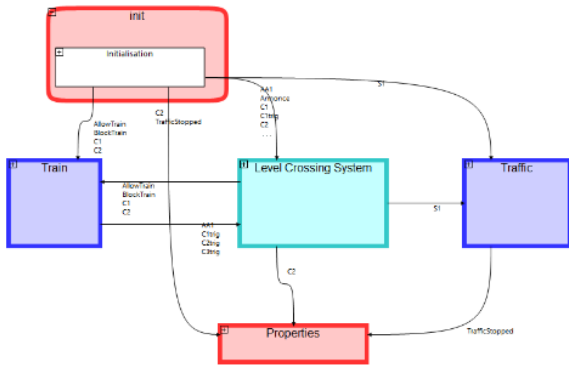 init
Initialisation
AA1
Annonce
C1
C1trig
C2
...
S1
C2
TrafficStopped
AllowTrain
BlockTrain
C1
C2
Train
Level Crossing System
Traffic
AllowTrain
BlockTrain
C1
C2
S1
AA1
C1trig
C2trig
C3trig
C2
Properties
TrafficStopped